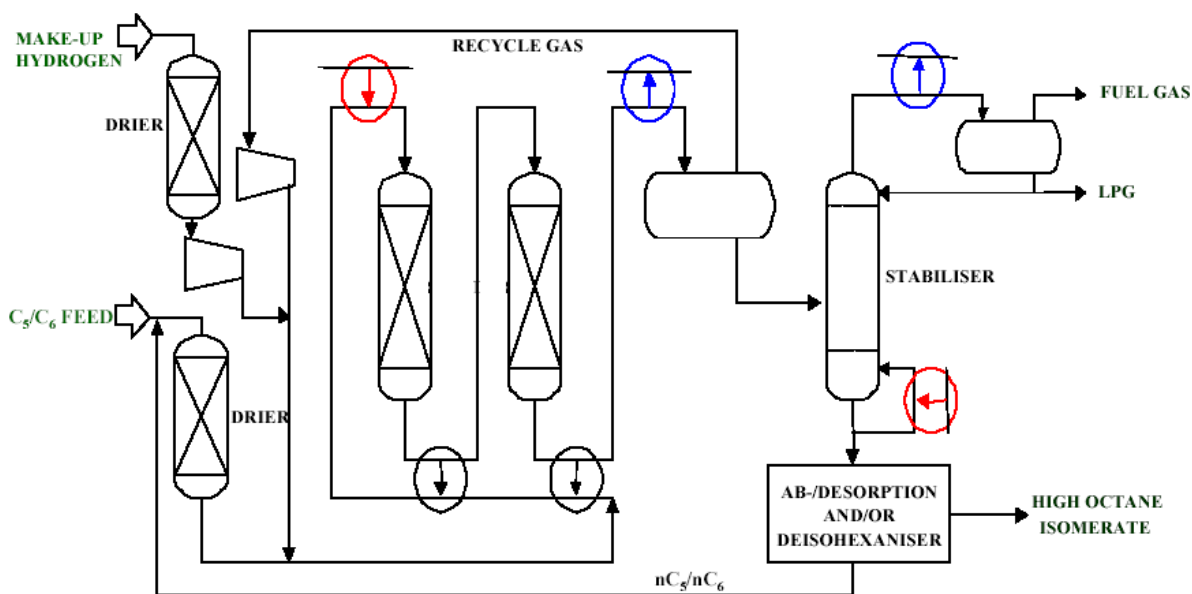 MAKE-UP
HYDROGEN
RECYCLE GAS
DRIER
FUEL GAS
LPG
STABILISER
C5/C6 FEED
DRIER
AB-/DESORPTION
AND/OR
DEISOHEXANISER
HIGH OCTANE
ISOMERATE
nC5/nC6